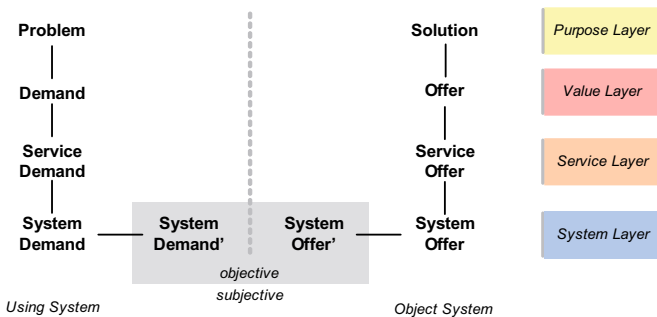 Problem
Solution
Purpose Layer
Demand
Offer
Value Layer
Service
Demand
Service
Offer
Service Layer
System
Demand
System
Demand’
System
Offer’
System
Offer
System Layer
objective
subjective
Using System
Object System